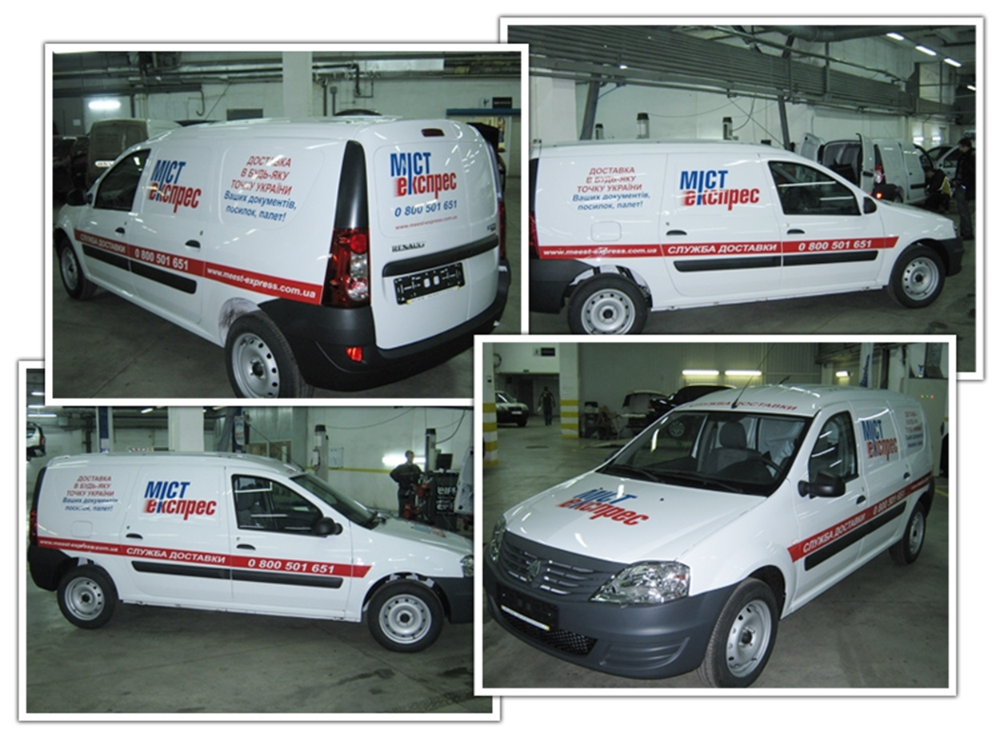 МІСТ
експрес
ДОСТАВКА
В БУДЬ-ЯКУ
ТОЧКУ УКРАЇНИ
Ваших документів,
посилок, палет!
МІСТ
експрес
0 800 501 651
www.meest-express.com.ua
RENAULT
СЛУЖБА ДОСТАВКИ
0 800 501 651
www.meest-express.com.ua
ДОСТАВКА
В БУДЬ-ЯКУ
ТОЧКУ УКРАЇНИ
Ваших документів,
посилок, палет!
МІСТ
експрес
www.meest-express.com.ua СЛУЖБА ДОСТАВКИ 0 800 501 651
ДОСТАВКА
В БУДЬ-ЯКУ
ТОЧКУ УКРАЇНИ
Ваших документів,
посилок, палет!
МІСТ
експрес
www.meest-express.com.ua СЛУЖБА ДОСТАВКИ 0 800 501 651
СЛУЖБА ДОСТАВКИ
МІСТ
експрес
МІСТ
експрес
СЛУЖБА ДОСТАВКИ 0 800 501 651